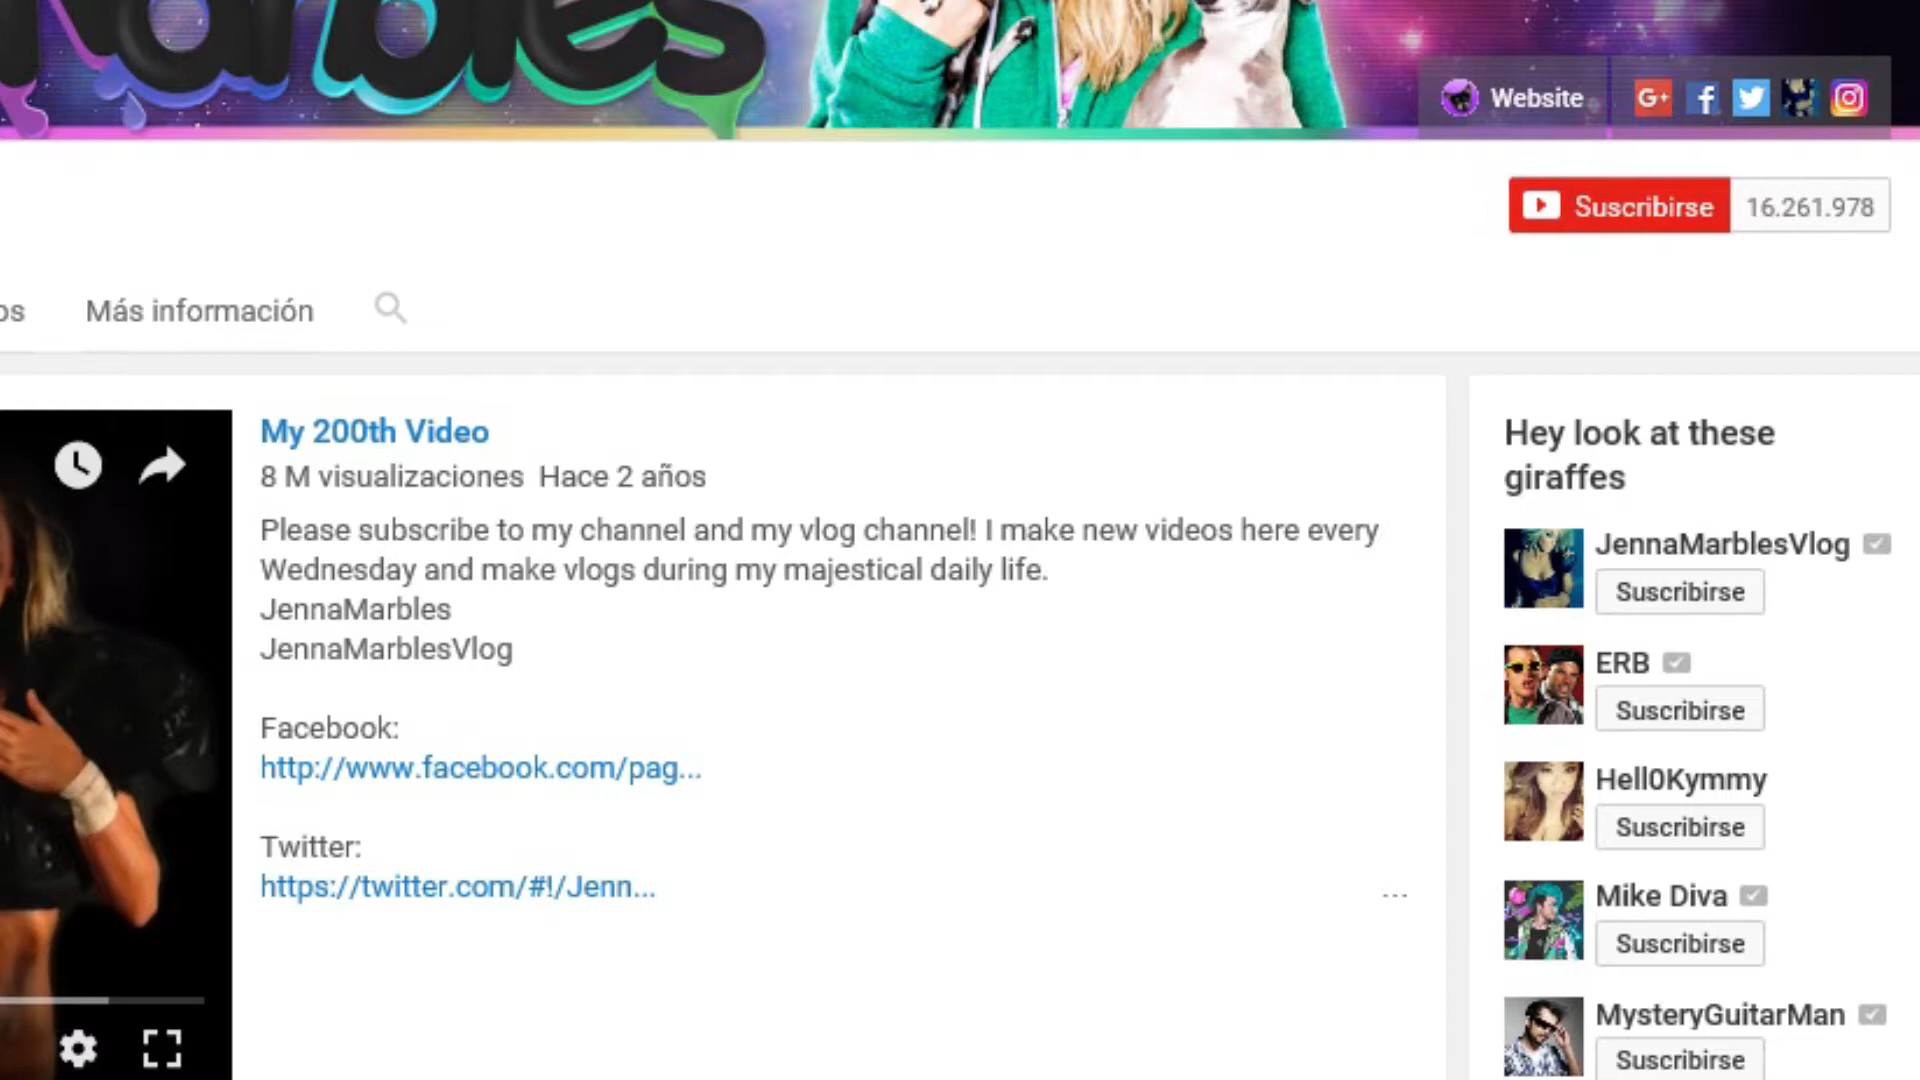 arbles
Website
G+
Suscribirse 16.261.978
os Más información
My 200th Video
8 M visualizaciones Hace 2 años
Please subscribe to my channel and my vlog channel! I make new videos here every
Wednesday and make vlogs during my majestical daily life.
JennaMarbles
JennaMarblesVlog
Facebook:
http://www.facebook.com/pag...
Twitter:
https://twitter.com/#!/Jenn...
...
Hey look at these
giraffes
JennaMarblesVlog
Suscribirse
ERB
Suscribirse
Hell0Kymmy
Suscribirse
Mike Diva
Suscribirse
MysteryGuitarMan
Suscribirse